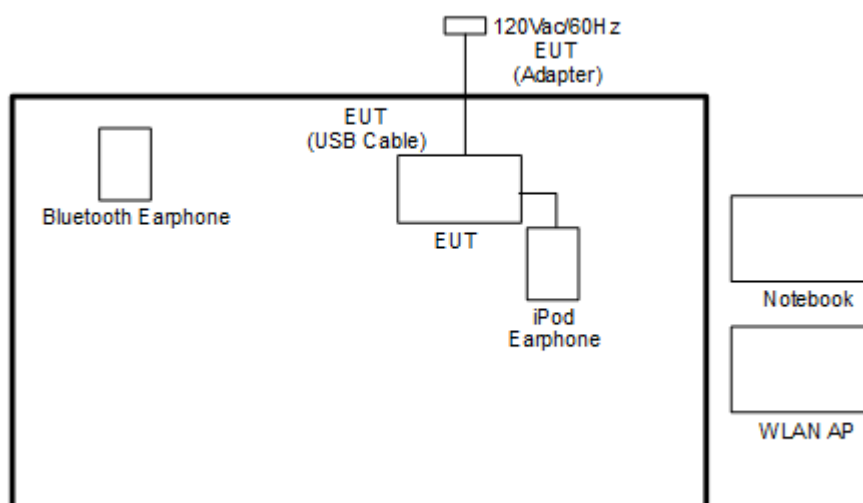 120Vac/60Hz
EUT
(Adapter)
EUT
(USB Cable)
Bluetooth Earphone
EUT
iPod
Earphone
Notebook
WLAN AP